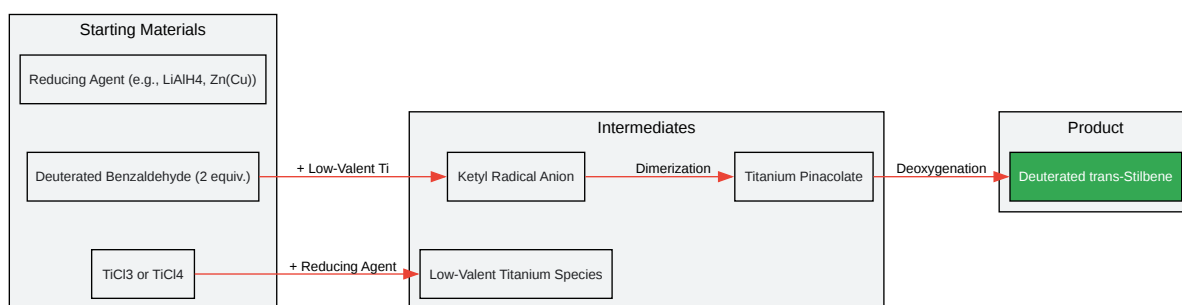 Starting Materials
Reducing Agent (e.g., LiAlH4, Zn(Cu))
Intermediates
Product
Deuterated Benzaldehyde (2 equiv.)
+ Low-Valent Ti
Ketyl Radical Anion
Dimerization
Titanium Pinacolate
Deoxygenation
Deuterated trans-Stilbene
TiCl3 or TiCl4
+ Reducing Agent
Low-Valent Titanium Species